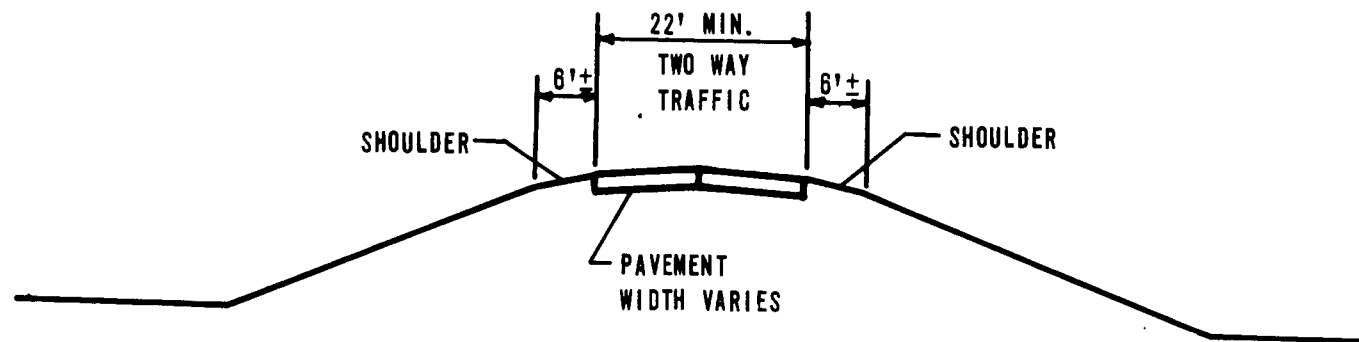 22' MIN.
TWO WAY
TRAFFIC
6'±
6'±
SHOULDER
SHOULDER
PAVEMENT
WIDTH VARIES